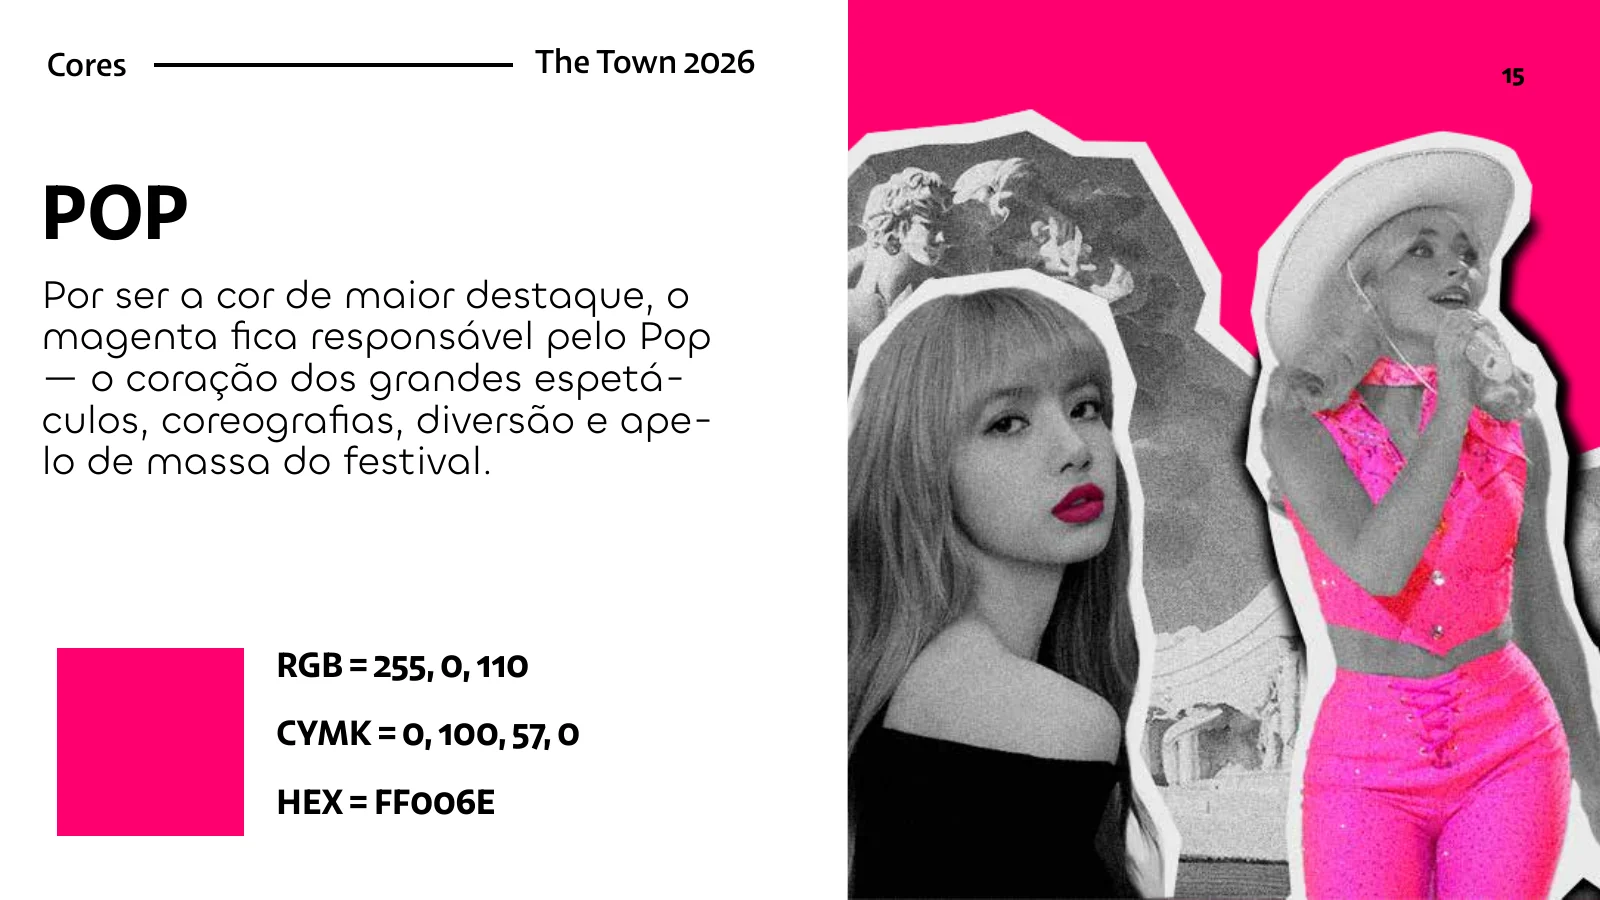 Cores
The Town 2026
15
POP
Por ser a cor de maior destaque, o
magenta fica responsável pelo Pop
— o coração dos grandes espetá-
culos, coreografias, diversão e ape-
lo de massa do festival.
RGB = 255, 0, 110
CYMK = 0, 100, 57, 0
HEX = FF006E